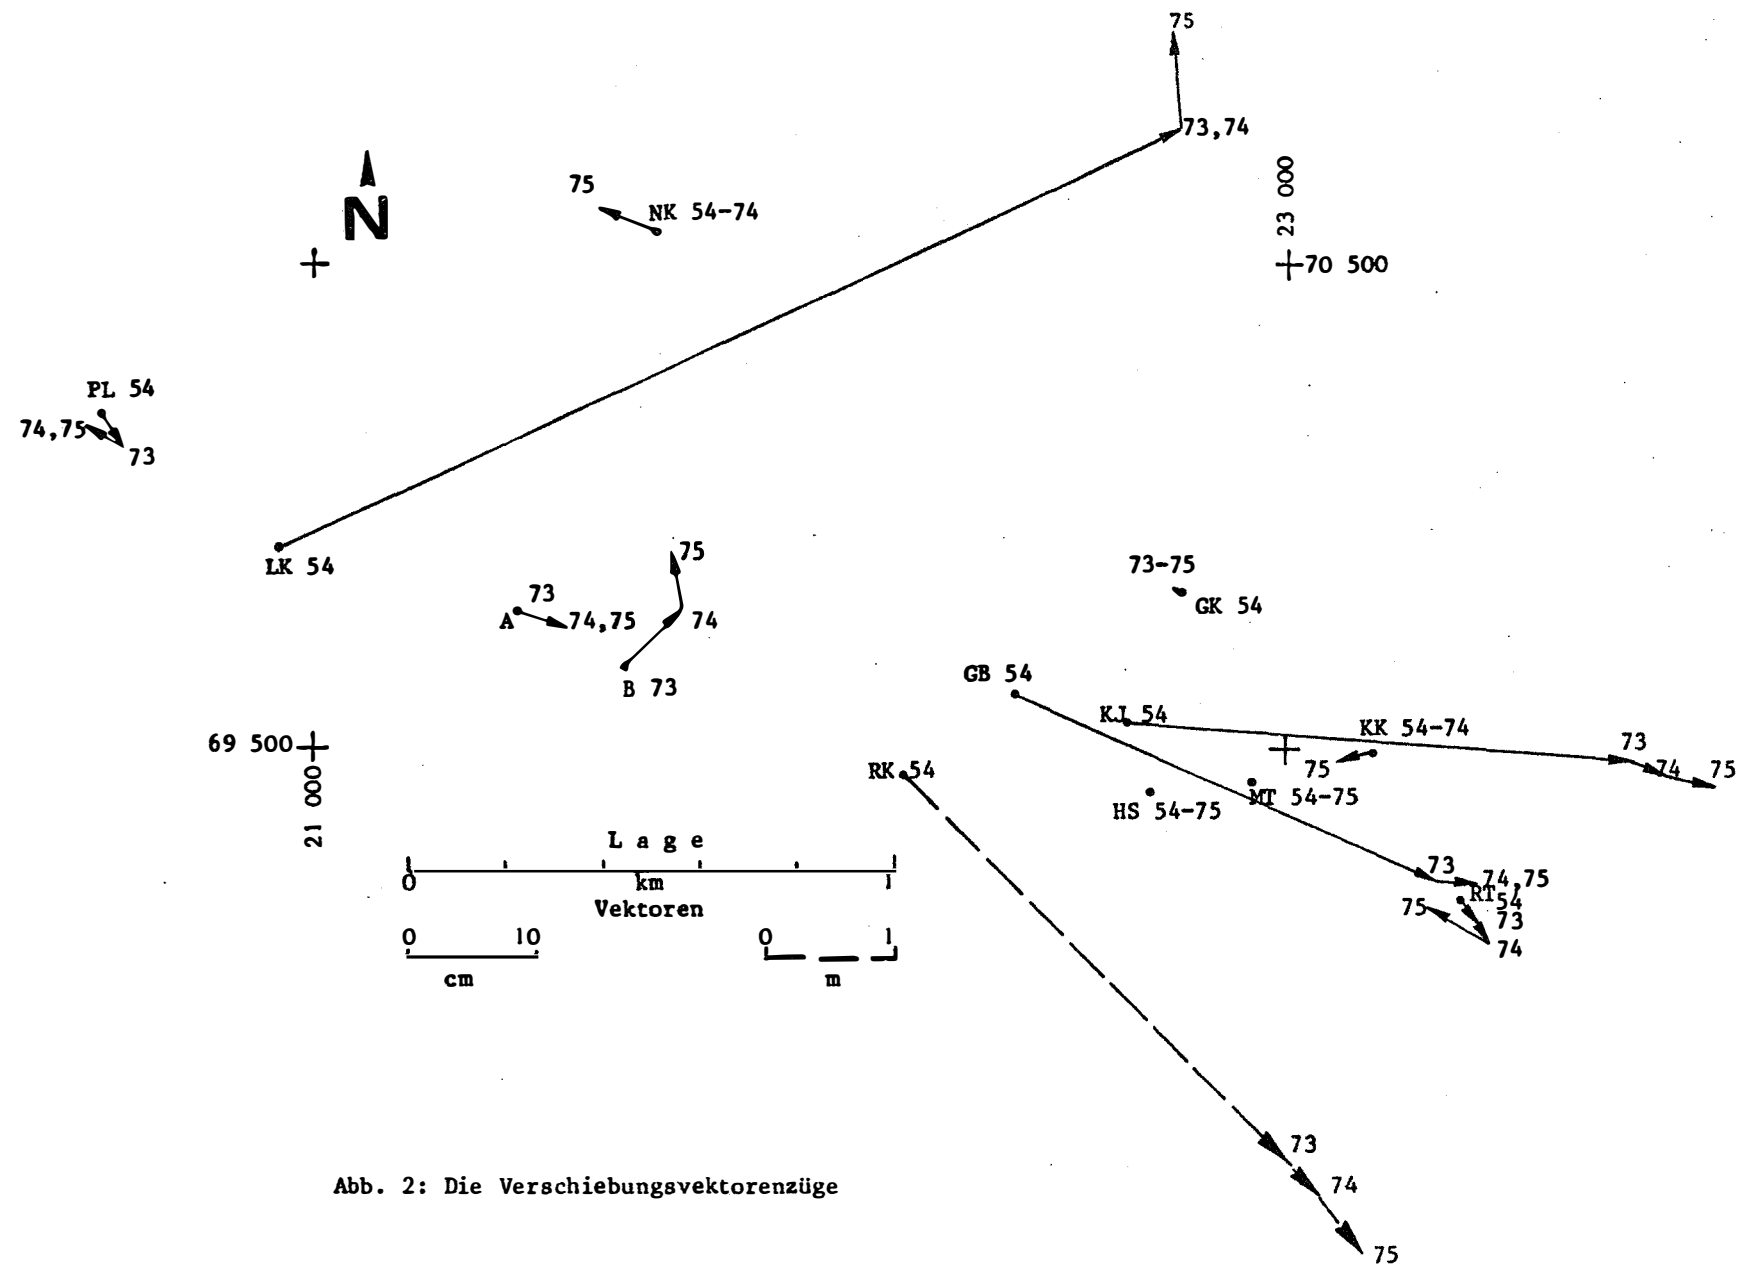 75
73,74
N
75
NK 54-74
23 000
70 500
PL 54
74,75
73
LK 54
75
73
A
74,75
74
B 73
73-75
GK 54
GB 54
KJ 54
KK 54-74
73
74
75
75
69 500
21 000
RK 54
MT 54-75
HS 54-75
Lage
0 km 1
Vektoren
0 10
cm
0 1
m
73
74,75
RT 54
75
73
74
73
74
75
Abb. 2: Die Verschiebungsvektorenzüge